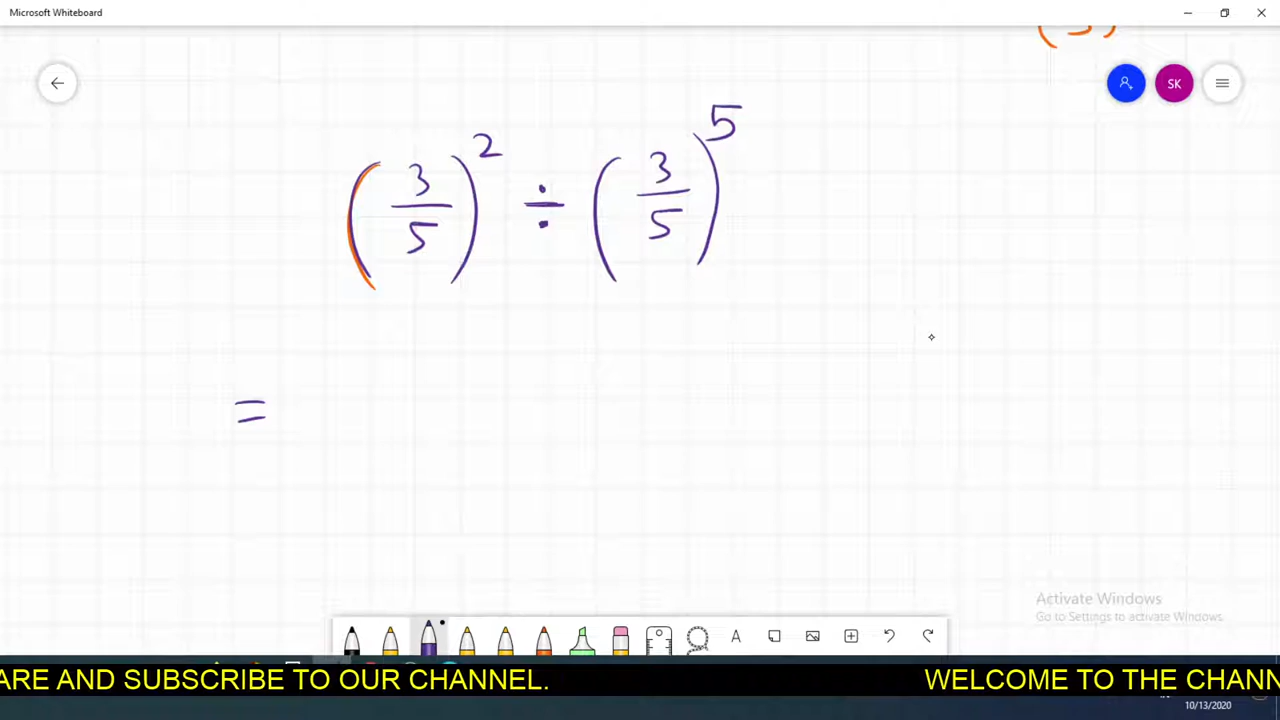 Microsoft Whiteboard
(3)
SK
(3/5)^2 ÷ (3/5)^5
=
Activate Windows
Go to Settings to activate Windows.
A
ARE AND SUBSCRIBE TO OUR CHANNEL. WELCOME TO THE CHANN
10/13/2020